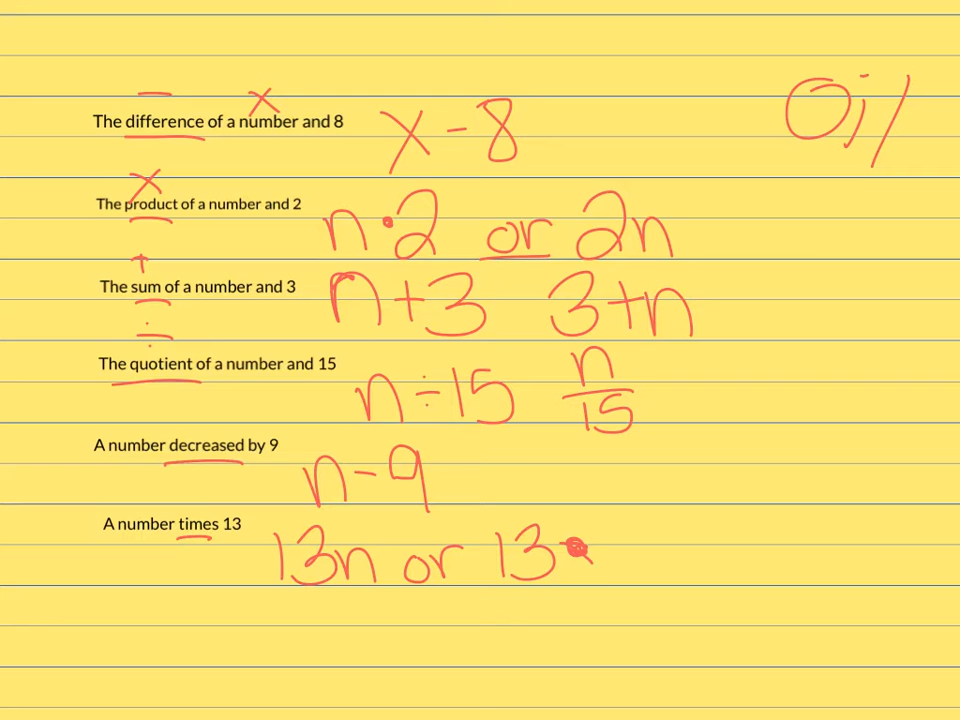 The difference of a number and 8 x - 8
The product of a number and 2 n · 2 or 2n
The sum of a number and 3 n + 3 3 + n
The quotient of a number and 15 n ÷ 15 n/15
A number decreased by 9 n - 9
A number times 13 13n or 13 ·